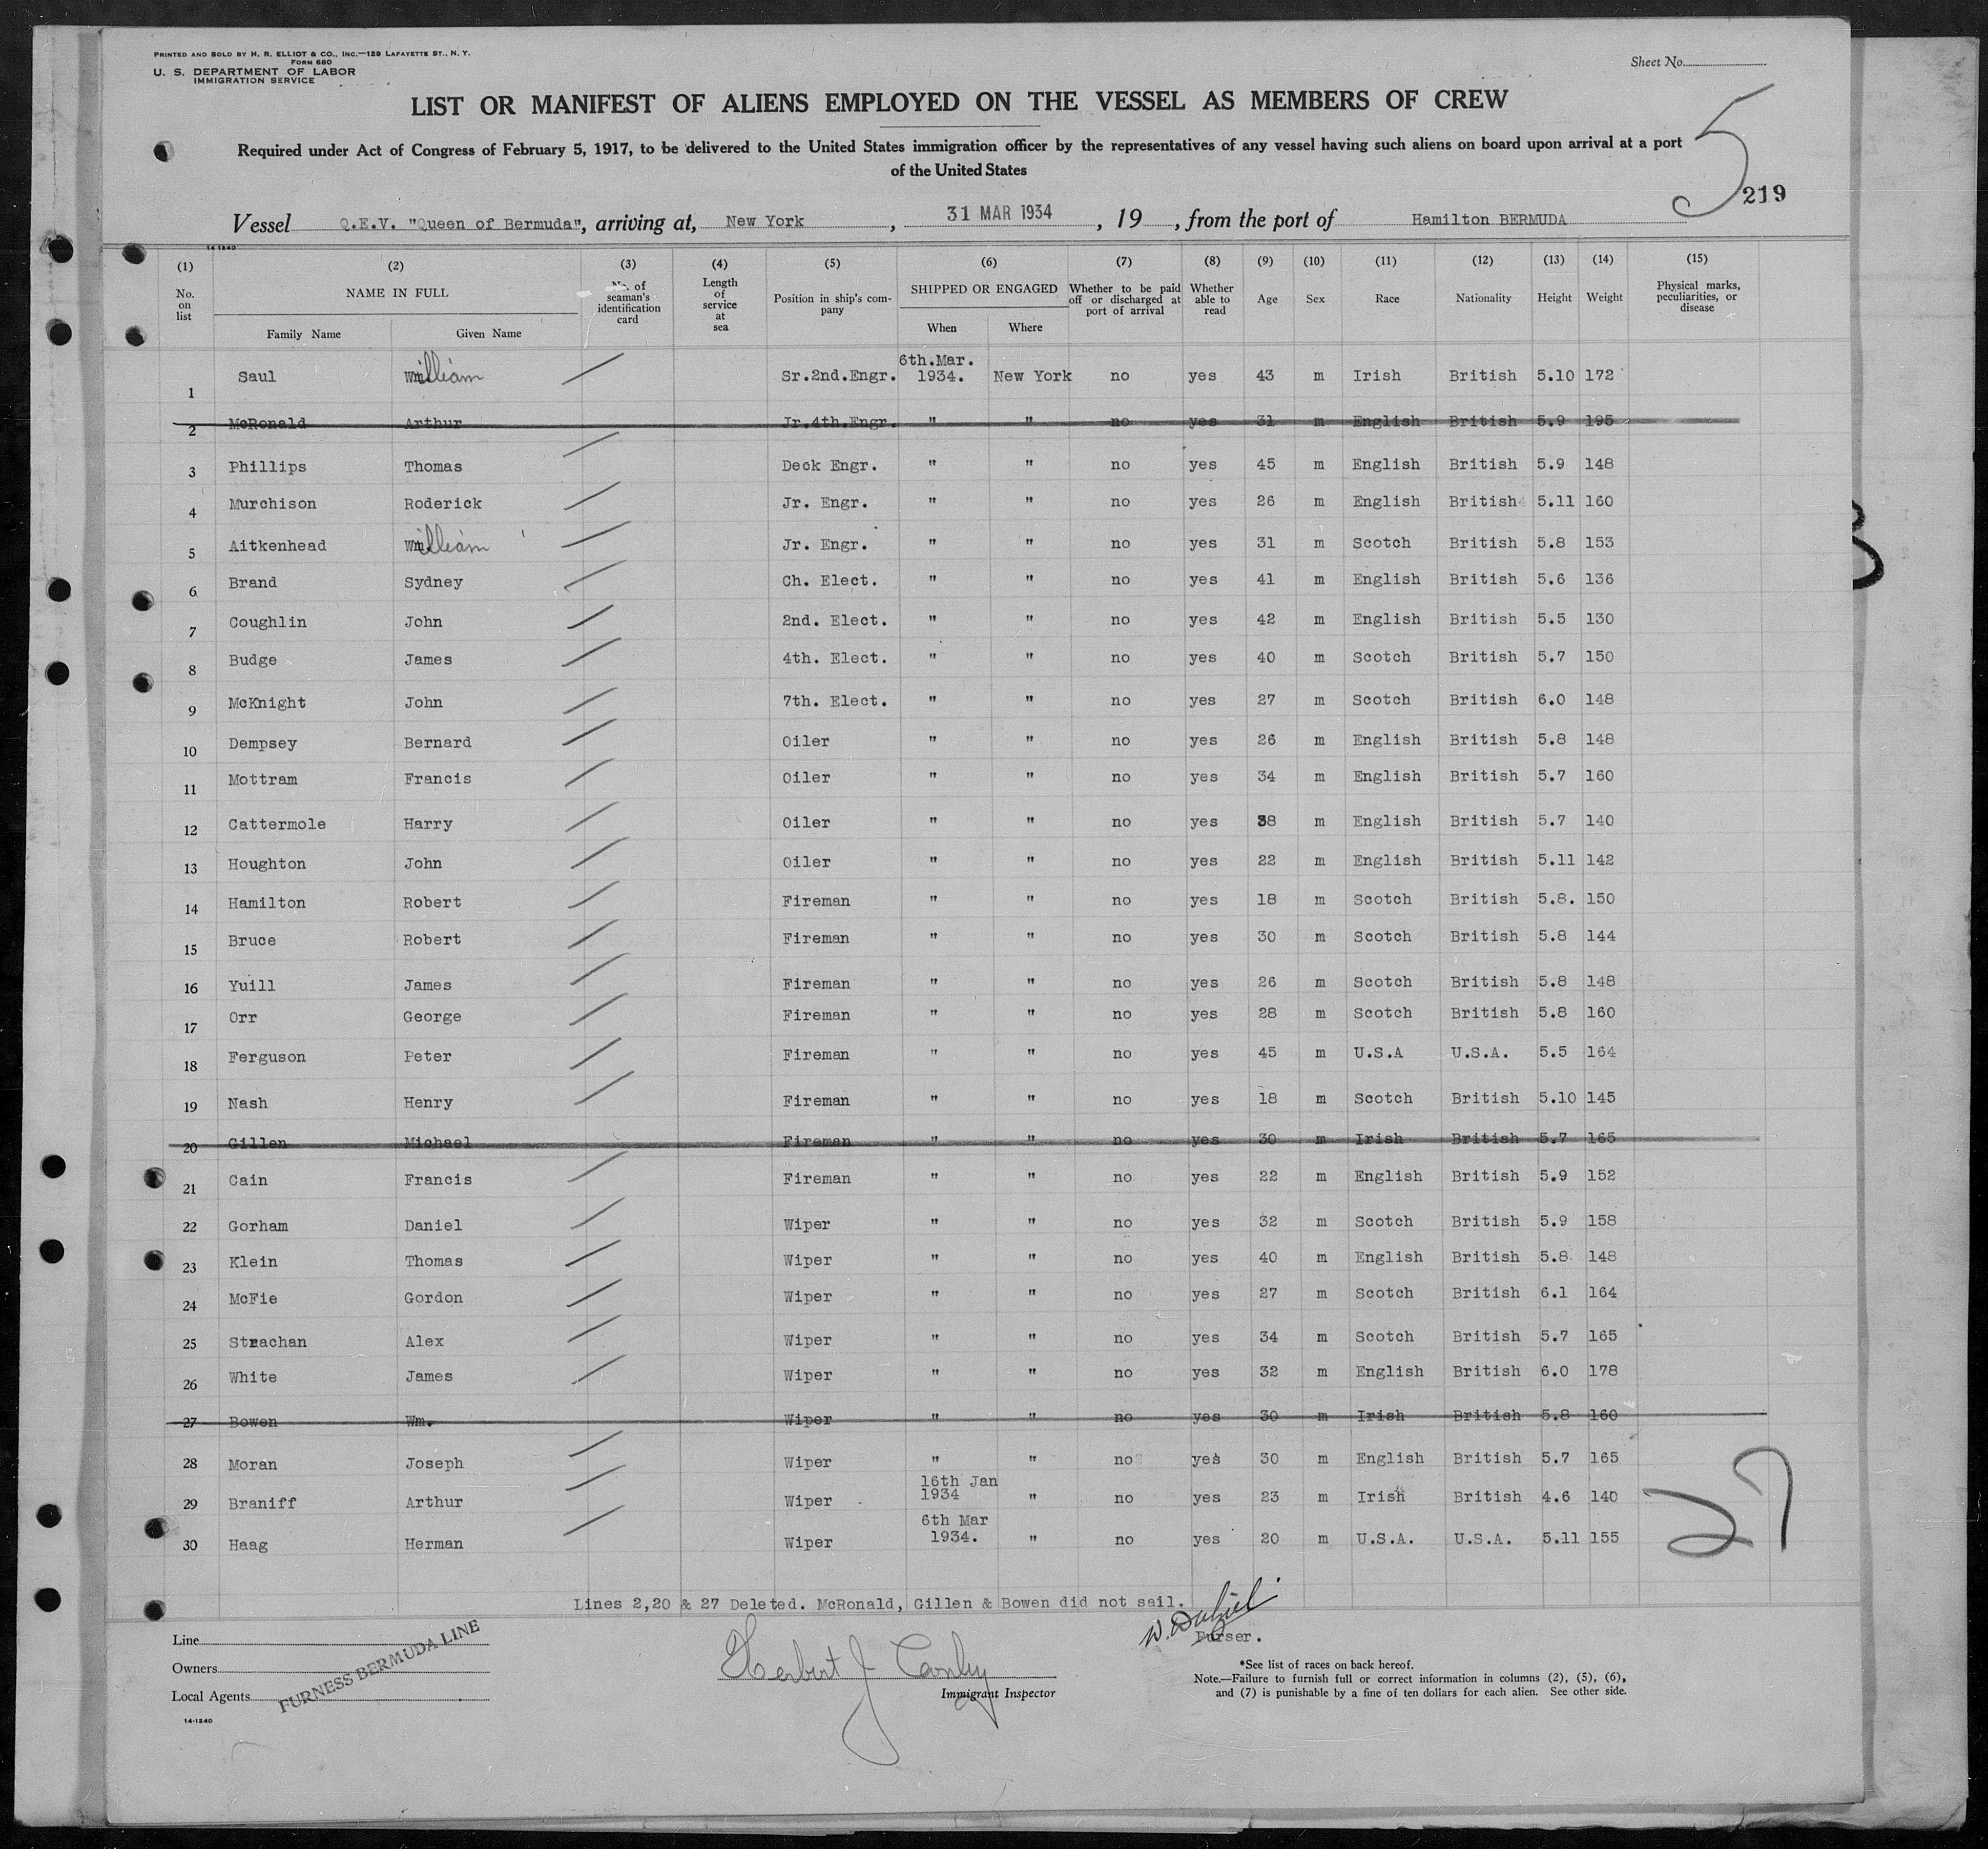 PRINTED AND SOLD BY H. R. ELLIOT & CO., INC.—129 LAFAYETTE ST., N. Y.
FORM 680
U. S. DEPARTMENT OF LABOR
IMMIGRATION SERVICE
Sheet No.
LIST OR MANIFEST OF ALIENS EMPLOYED ON THE VESSEL AS MEMBERS OF CREW
Required under Act of Congress of February 5, 1917, to be delivered to the United States immigration officer by the representatives of any vessel having such aliens on board upon arrival at a port
of the United States
5
219
Vessel Q.E.V. "Queen of Bermuda", arriving at, New York, 31 MAR 1934, 19 , from the port of Hamilton BERMUDA
14-1240
(1) No. on list (2) NAME IN FULL Family Name Given Name (3) No. of seaman's identification card (4) Length of service at sea (5) Position in ship's company (6) SHIPPED OR ENGAGED When Where (7) Whether to be paid off or discharged at port of arrival (8) Whether able to read (9) Age (10) Sex (11) Race (12) Nationality (13) Height (14) Weight (15) Physical marks, peculiarities, or disease
1 Saul William Sr.2nd.Engr. 6th.Mar. 1934. New York no yes 43 m Irish British 5.10 172
2 McRonald Arthur Jr.4th.Engr. " " no yes 31 m English British 5.9 195
3 Phillips Thomas Deck Engr. " " no yes 45 m English British 5.9 148
4 Murchison Roderick Jr. Engr. " " no yes 26 m English British 5.11 160
5 Aitkenhead William Jr. Engr. " " no yes 31 m Scotch British 5.8 153
6 Brand Sydney Ch. Elect. " " no yes 41 m English British 5.6 136
7 Coughlin John 2nd. Elect. " " no yes 42 m English British 5.5 130
8 Budge James 4th. Elect. " " no yes 40 m Scotch British 5.7 150
9 McKnight John 7th. Elect. " " no yes 27 m Scotch British 6.0 148
10 Dempsey Bernard Oiler " " no yes 26 m English British 5.8 148
11 Mottram Francis Oiler " " no yes 34 m English British 5.7 160
12 Cattermole Harry Oiler " " no yes 38 m English British 5.7 140
13 Houghton John Oiler " " no yes 22 m English British 5.11 142
14 Hamilton Robert Fireman " " no yes 18 m Scotch British 5.8. 150
15 Bruce Robert Fireman " " no yes 30 m Scotch British 5.8 144
16 Yuill James Fireman " " no yes 26 m Scotch British 5.8 148
17 Orr George Fireman " " no yes 28 m Scotch British 5.8 160
18 Ferguson Peter Fireman " " no yes 45 m U.S.A U.S.A. 5.5 164
19 Nash Henry Fireman " " no yes 18 m Scotch British 5.10 145
20 Gillen Michael Fireman " " no yes 30 m Irish British 5.7 165
21 Cain Francis Fireman " " no yes 22 m English British 5.9 152
22 Gorham Daniel Wiper " " no yes 32 m Scotch British 5.9 158
23 Klein Thomas Wiper " " no yes 40 m English British 5.8 148
24 McFie Gordon Wiper " " no yes 27 m Scotch British 6.1 164
25 Strachan Alex Wiper " " no yes 34 m Scotch British 5.7 165
26 White James Wiper " " no yes 32 m English British 6.0 178
27 Bowen Wm. Wiper " " no yes 30 m Irish British 5.8 160
28 Moran Joseph Wiper " " no yes 30 m English British 5.7 165
29 Braniff Arthur Wiper 16th Jan 1934 " no yes 23 m Irish British 4.6 140
30 Haag Herman Wiper 6th Mar 1934. " no yes 20 m U.S.A. U.S.A. 5.11 155
27
Lines 2,20 & 27 Deleted. McRonald, Gillen & Bowen did not sail.
Purser.
Line
Owners
Local Agents
FURNESS BERMUDA LINE
Herbert J
Immigrant Inspector
*See list of races on back hereof.
Note.—Failure to furnish full or correct information in columns (2), (5), (6),
and (7) is punishable by a fine of ten dollars for each alien. See other side.
14-1240